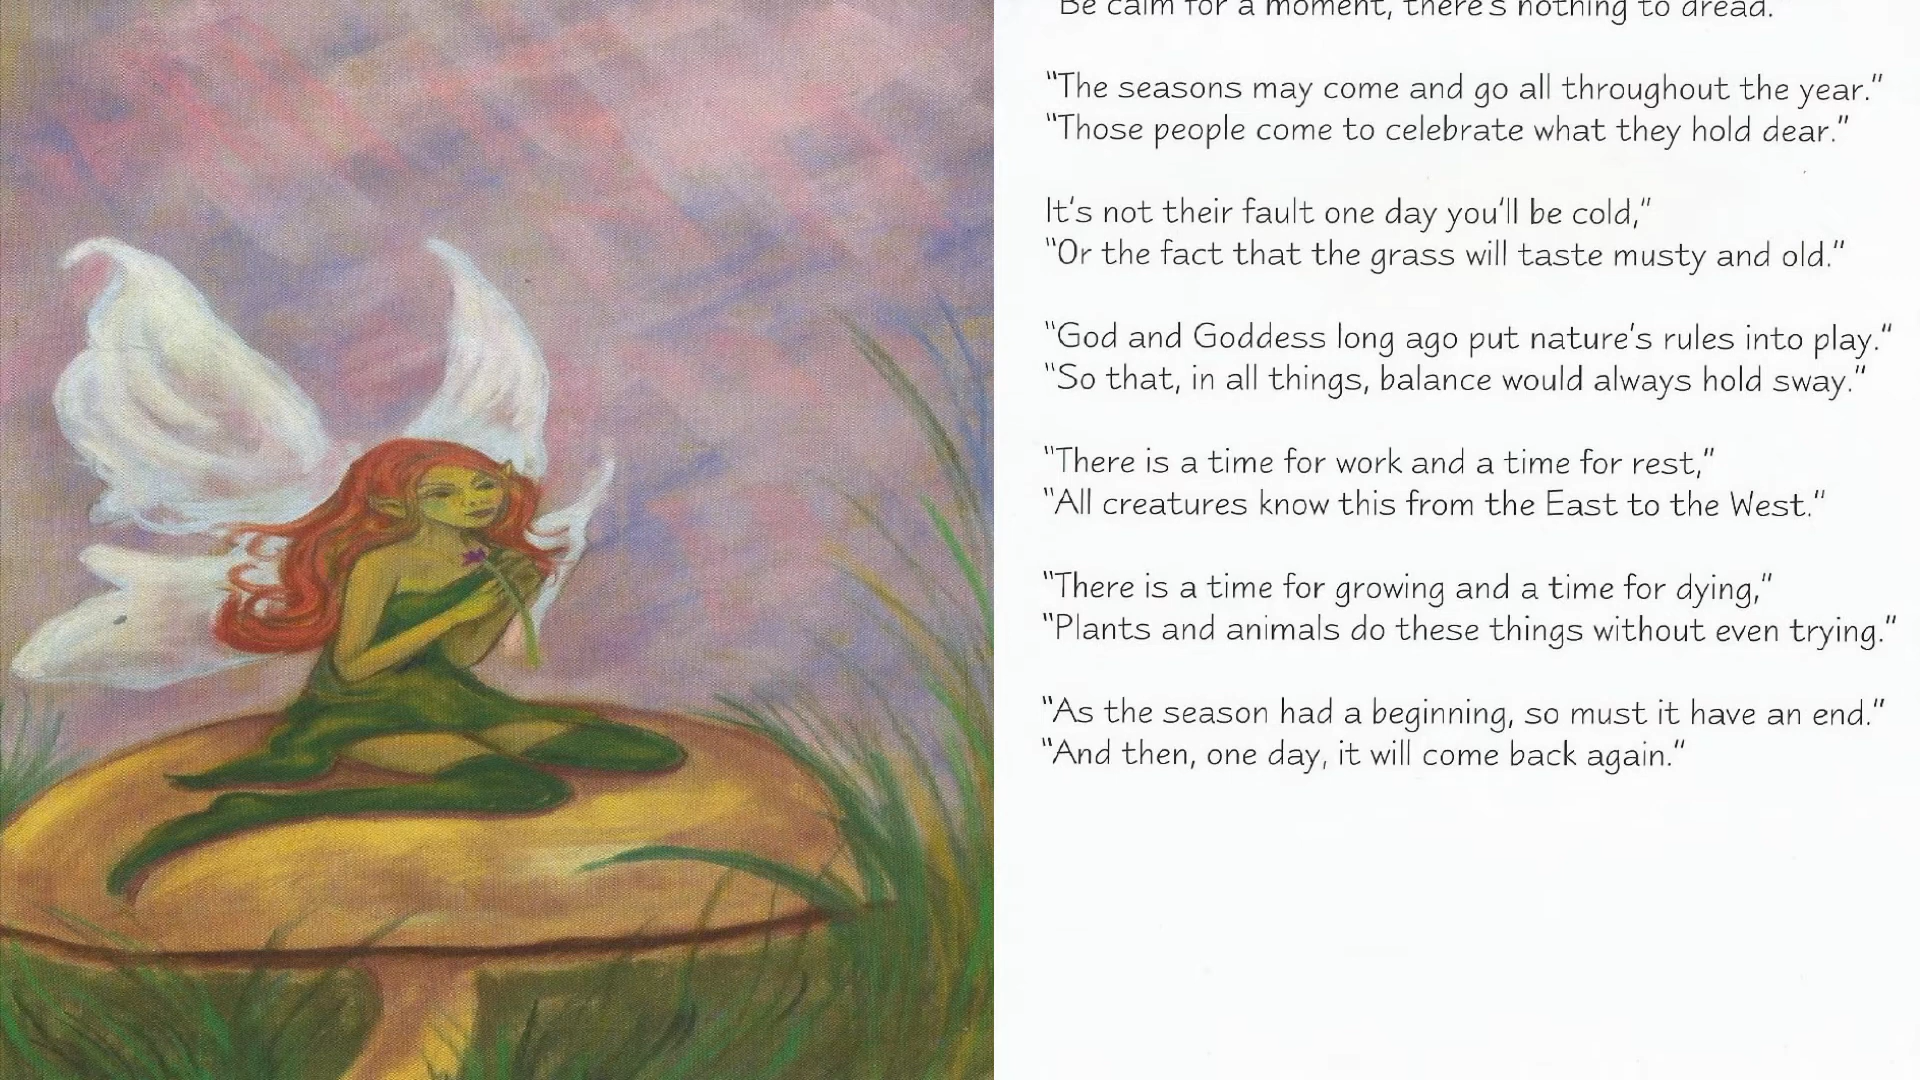 "Be calm for a moment, there's nothing to dread."
"The seasons may come and go all throughout the year."
"Those people come to celebrate what they hold dear."
It's not their fault one day you'll be cold,"
"Or the fact that the grass will taste musty and old."
"God and Goddess long ago put nature's rules into play."
"So that, in all things, balance would always hold sway."
"There is a time for work and a time for rest,"
"All creatures know this from the East to the West."
"There is a time for growing and a time for dying,"
"Plants and animals do these things without even trying."
"As the season had a beginning, so must it have an end."
"And then, one day, it will come back again."